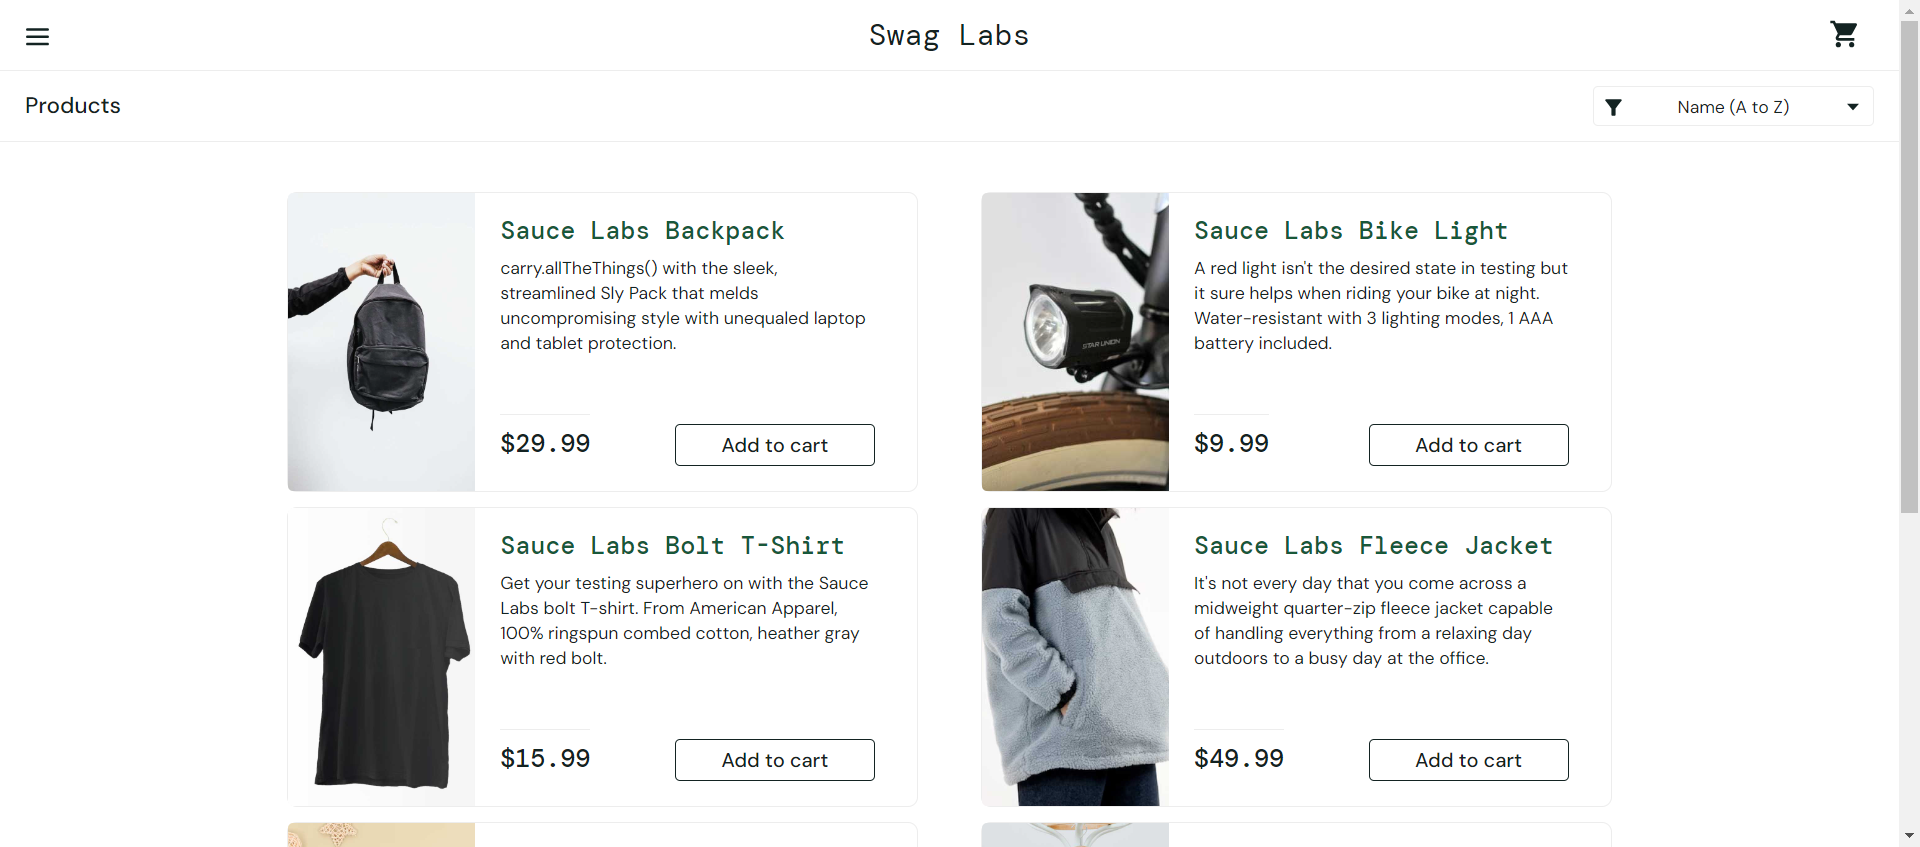 Swag Labs
Products
Name (A to Z)
Sauce Labs Backpack
carry.allTheThings() with the sleek,
streamlined Sly Pack that melds
uncompromising style with unequaled laptop
and tablet protection.
$29.99
Add to cart
Sauce Labs Bike Light
A red light isn't the desired state in testing but
it sure helps when riding your bike at night.
Water-resistant with 3 lighting modes, 1 AAA
battery included.
STAR UNION
$9.99
Add to cart
Sauce Labs Bolt T-Shirt
Get your testing superhero on with the Sauce
Labs bolt T-shirt. From American Apparel,
100% ringspun combed cotton, heather gray
with red bolt.
$15.99
Add to cart
Sauce Labs Fleece Jacket
It's not every day that you come across a
midweight quarter-zip fleece jacket capable
of handling everything from a relaxing day
outdoors to a busy day at the office.
$49.99
Add to cart